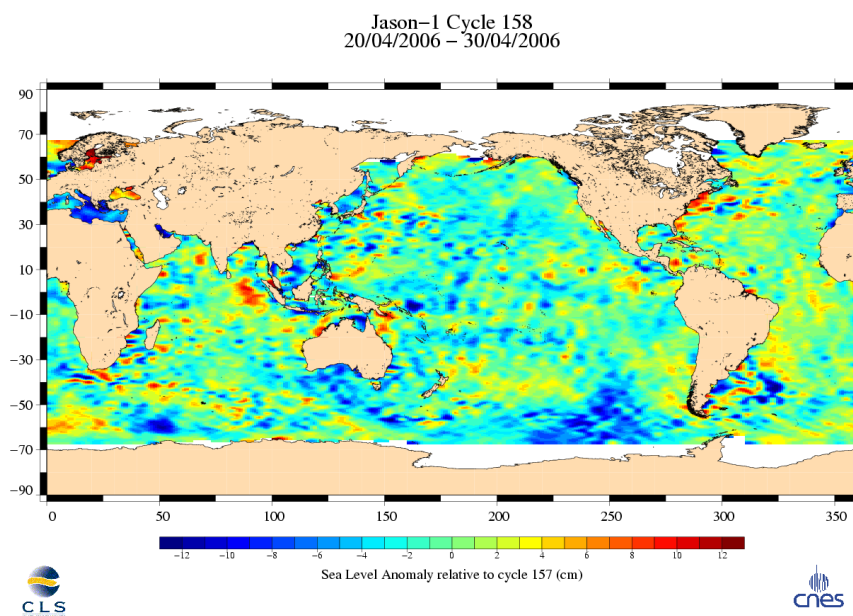 Jason−1 Cycle 158
20/04/2006 − 30/04/2006
90
70
50
30
10
−10
−30
−50
−70
−90
0 50 100 150 200 250 300 350
−12 −10 −8 −6 −4 −2 0 2 4 6 8 10 12
Sea Level Anomaly relative to cycle 157 (cm)
CLS
cnes